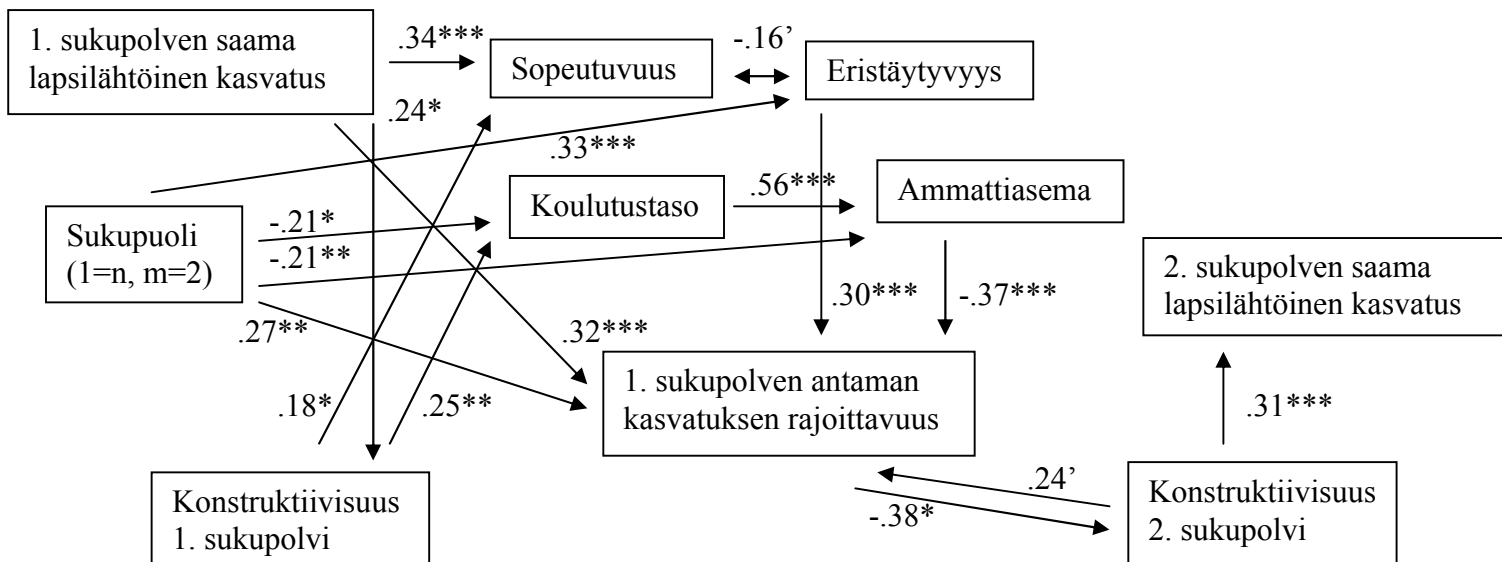 1. sukupolven saama
lapsilähtöinen kasvatus
.34***
Sopeutuvuus
-.16’
Eristäytyvyys
.24*
.33***
Sukupuoli
(1=n, m=2)
-.21*
-.21**
Koulutustaso
.56***
Ammattiasema
2. sukupolven saama
lapsilähtöinen kasvatus
.27**
.32***
.30***
-.37***
1. sukupolven antaman
kasvatuksen rajoittavuus
.18*
.25**
.31***
Konstruktiivisuus
1. sukupolvi
.24’
-.38*
Konstruktiivisuus
2. sukupolvi